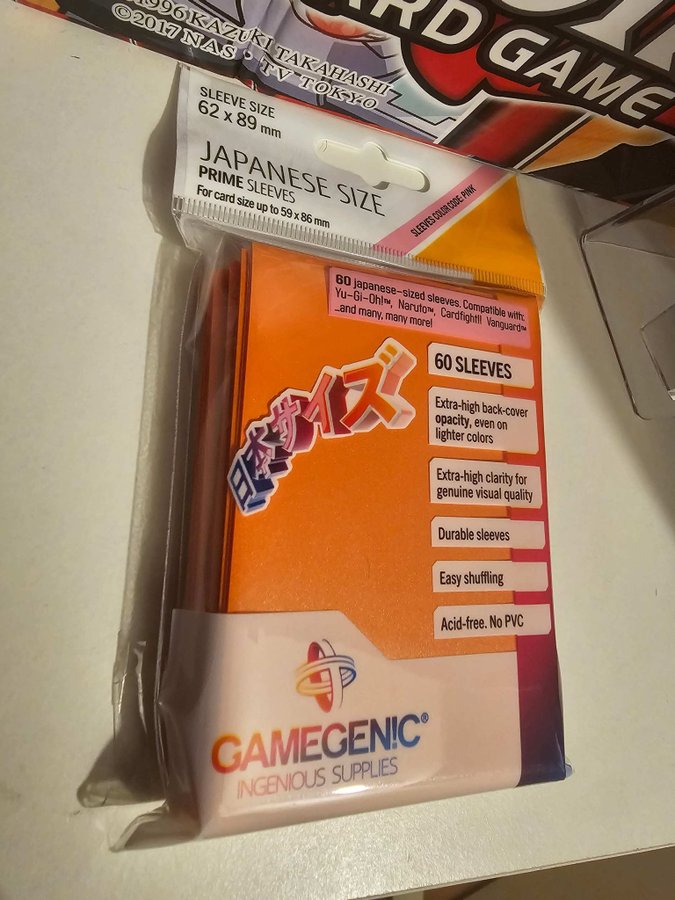 ©1996 KAZUKI TAKAHASHI
©2017 NAS • TV TOKYO
CARD GAME
SLEEVE SIZE
62 x 89 mm
JAPANESE SIZE
PRIME SLEEVES
For card size up to 59 x 86 mm
SLEEVES COLOR CODE: PINK
60 japanese-sized sleeves. Compatible with:
Yu-Gi-Oh!™, Naruto™, Cardfight!! Vanguard™
...and many, many more!
日本サイズ
60 SLEEVES
Extra-high back-cover
opacity, even on
lighter colors
Extra-high clarity for
genuine visual quality
Durable sleeves
Easy shuffling
Acid-free. No PVC
GAMEGEN!C®
INGENIOUS SUPPLIES